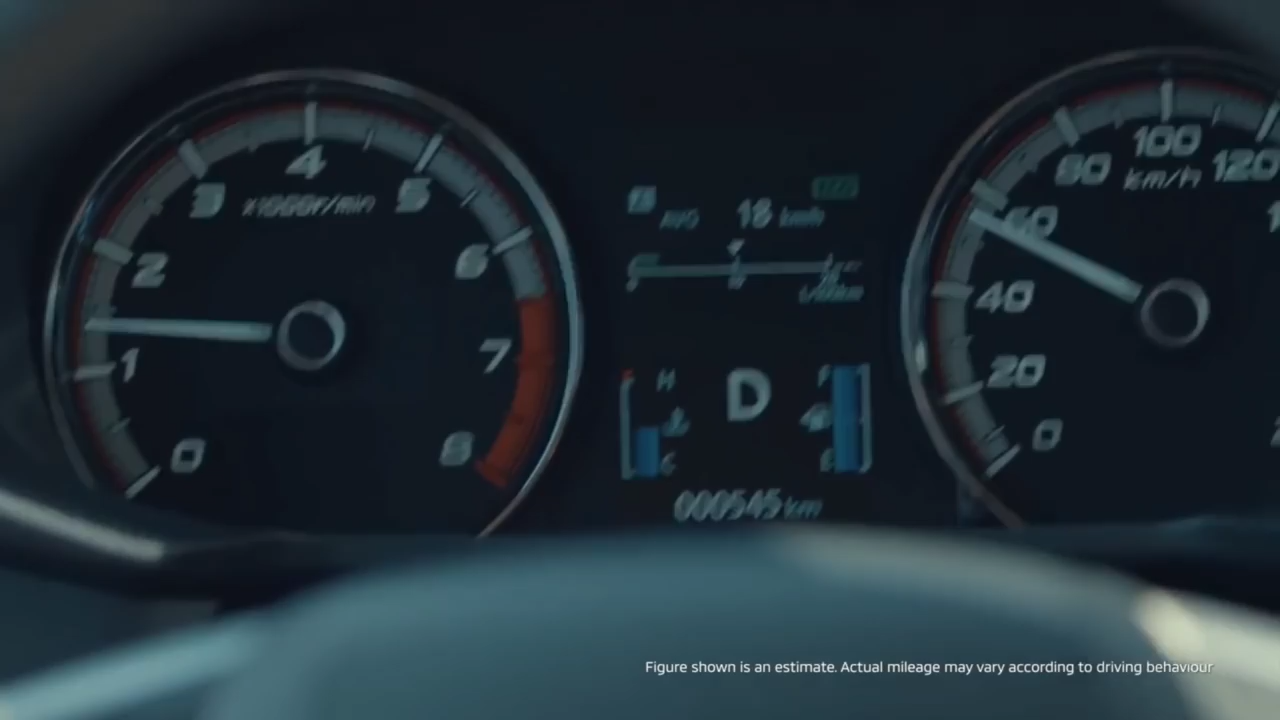 4
3 x1000r/min 5
2 6
1 7
0 8
AVG 18 km/h
H D F
C E
000545 km
100
80 km/h 120
60
40
20
0
Figure shown is an estimate. Actual mileage may vary according to driving behaviour